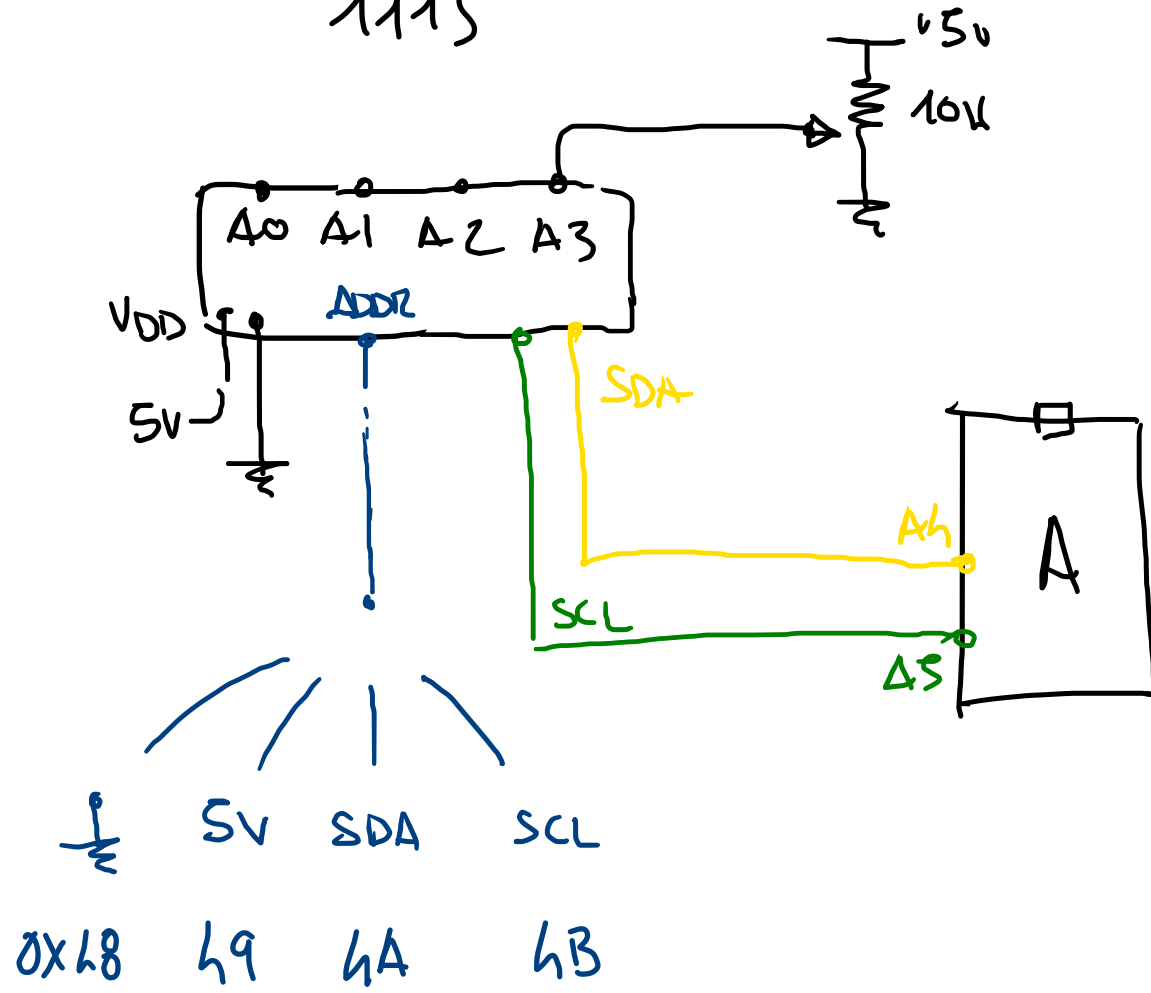 1115
5V
10K
A0 A1 A2 A3
ADDR
VDD
5V
SDA
A4
A
SCL
A5
5V SDA SCL
0X48 49 4A 4B